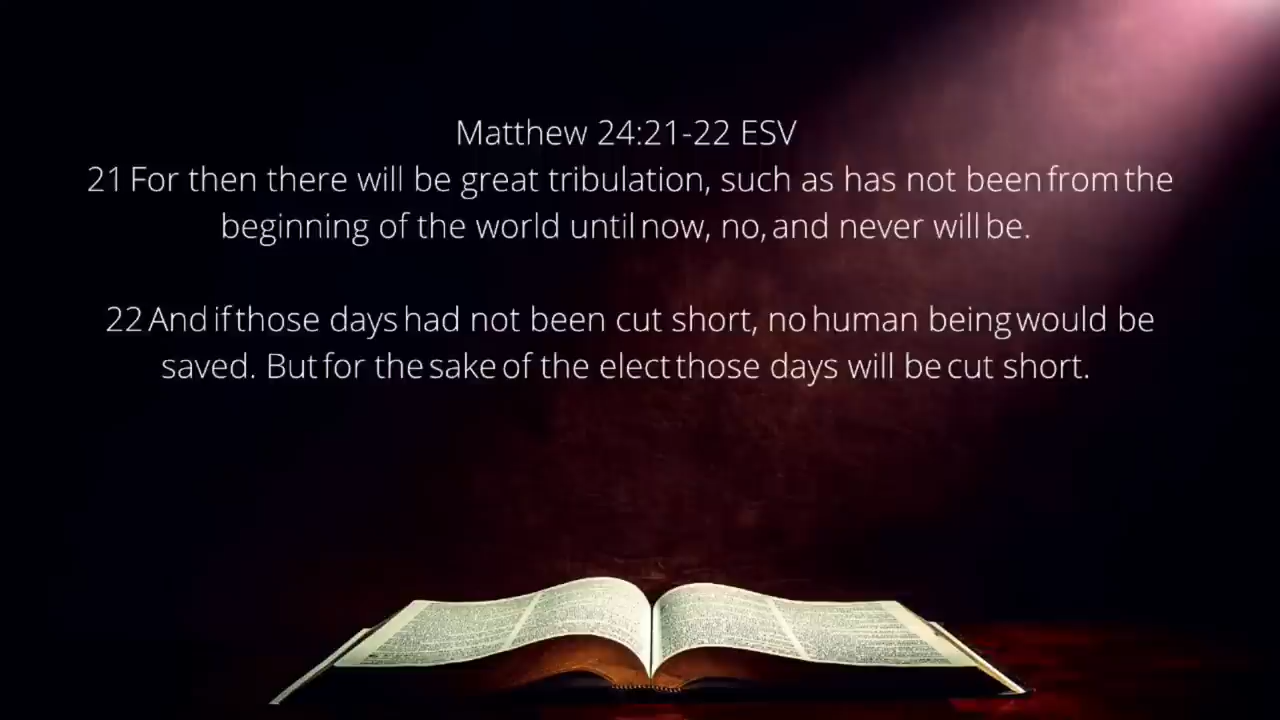 Matthew 24:21-22 ESV
21 For then there will be great tribulation, such as has not been from the
beginning of the world until now, no, and never will be.
22 And if those days had not been cut short, no human being would be
saved. But for the sake of the elect those days will be cut short.